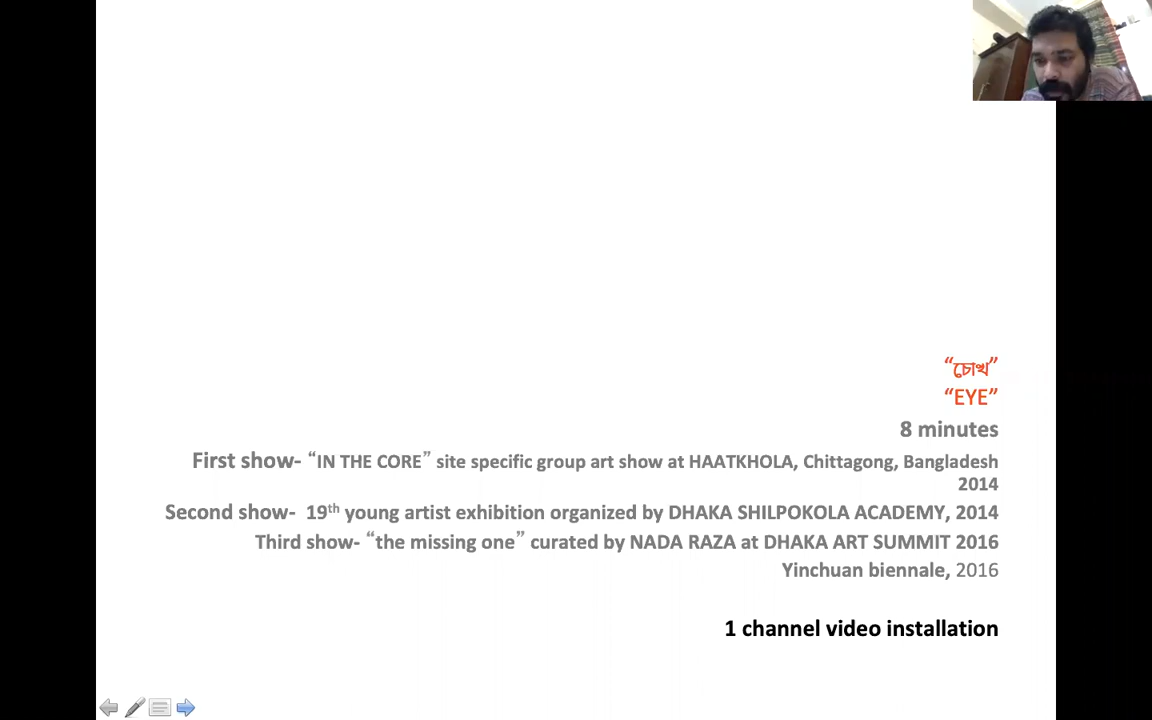 “চোখ”
“EYE”
8 minutes
First show- “IN THE CORE” site specific group art show at HAATKHOLA, Chittagong, Bangladesh
2014
Second show- 19th young artist exhibition organized by DHAKA SHILPOKOLA ACADEMY, 2014
Third show- “the missing one” curated by NADA RAZA at DHAKA ART SUMMIT 2016
Yinchuan biennale, 2016
1 channel video installation